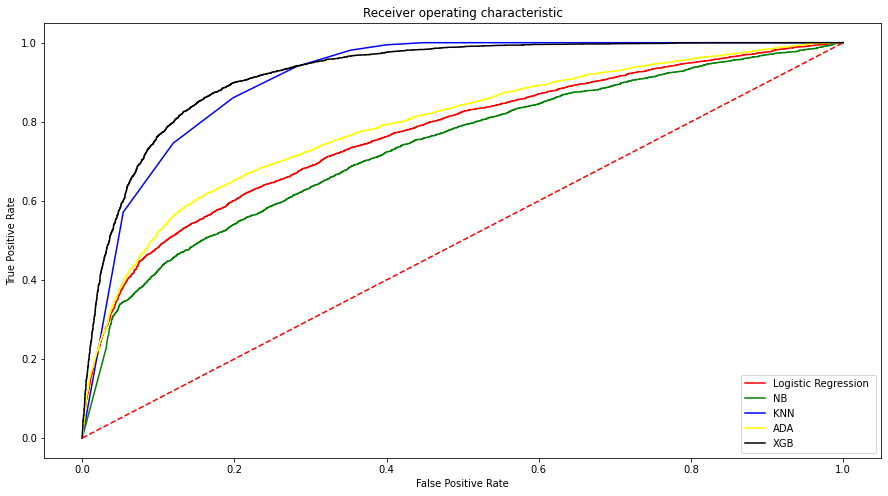 Receiver operating characteristic
True Positive Rate
1.0
0.8
0.6
0.4
0.2
0.0
0.0 0.2 0.4 0.6 0.8 1.0
False Positive Rate
Logistic Regression
NB
KNN
ADA
XGB